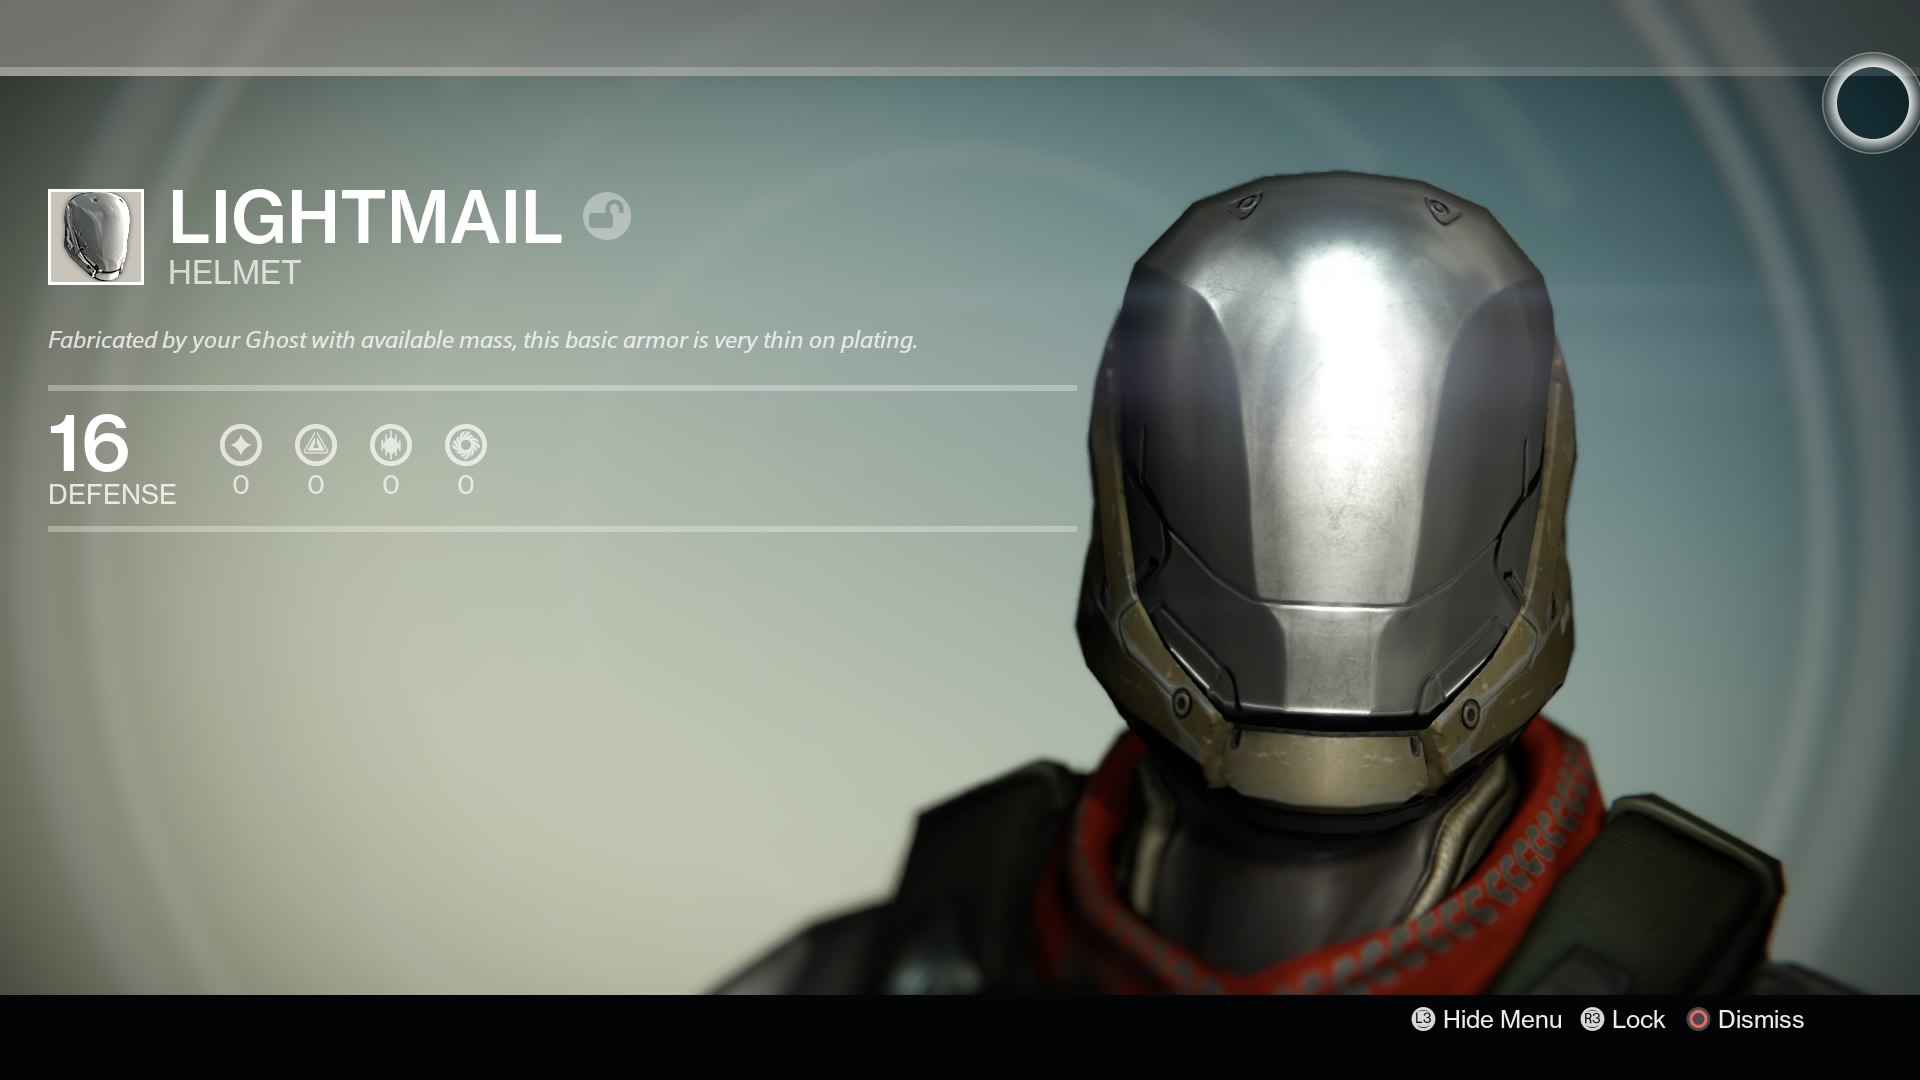 LIGHTMAIL
HELMET
Fabricated by your Ghost with available mass, this basic armor is very thin on plating.
16
DEFENSE
0 0 0 0
L3 Hide Menu R3 Lock Dismiss